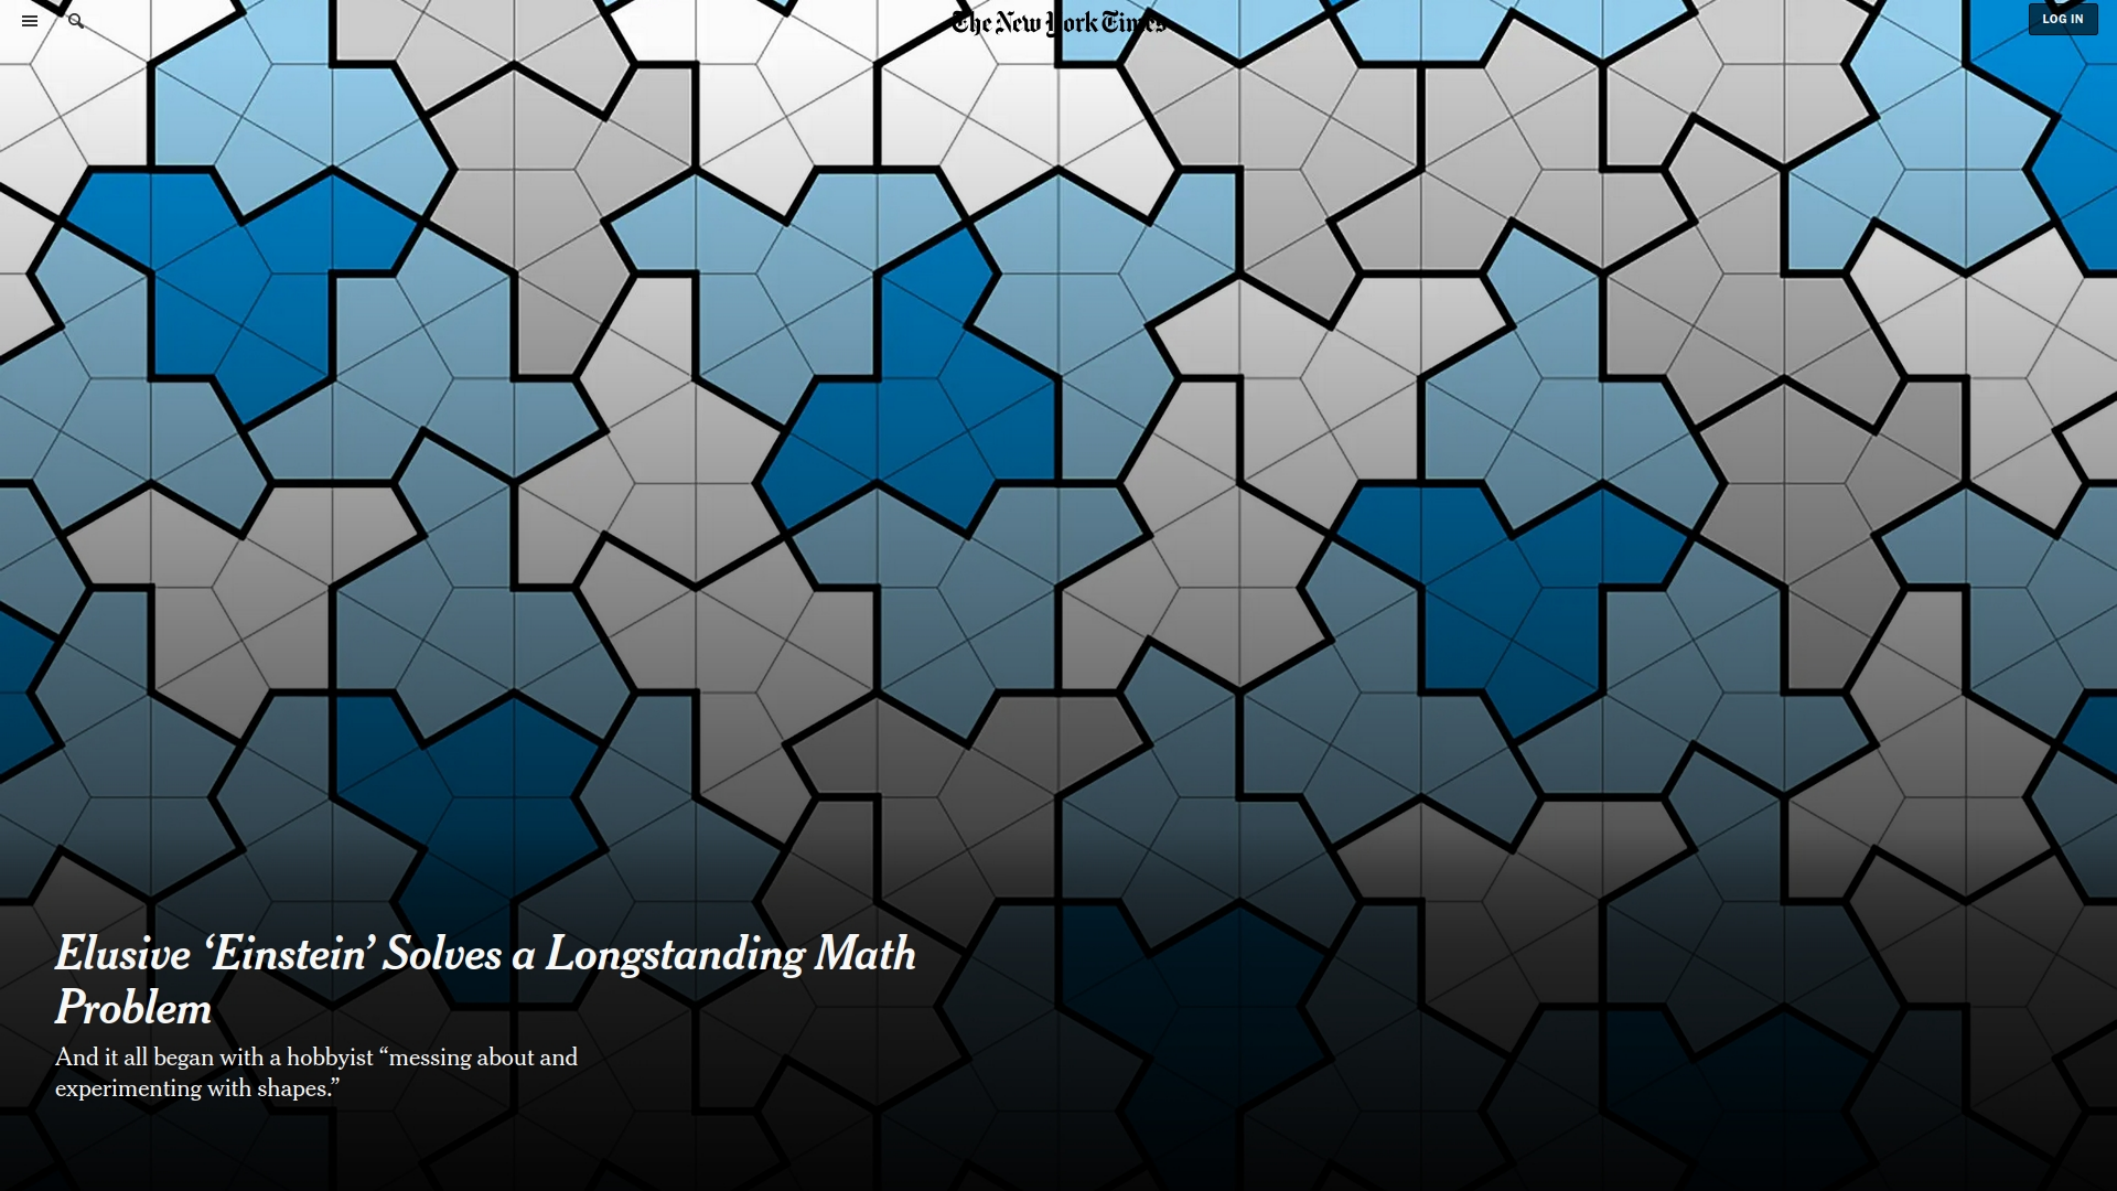 The New York Times
LOG IN
Elusive ‘Einstein’ Solves a Longstanding Math
Problem
And it all began with a hobbyist “messing about and
experimenting with shapes.”